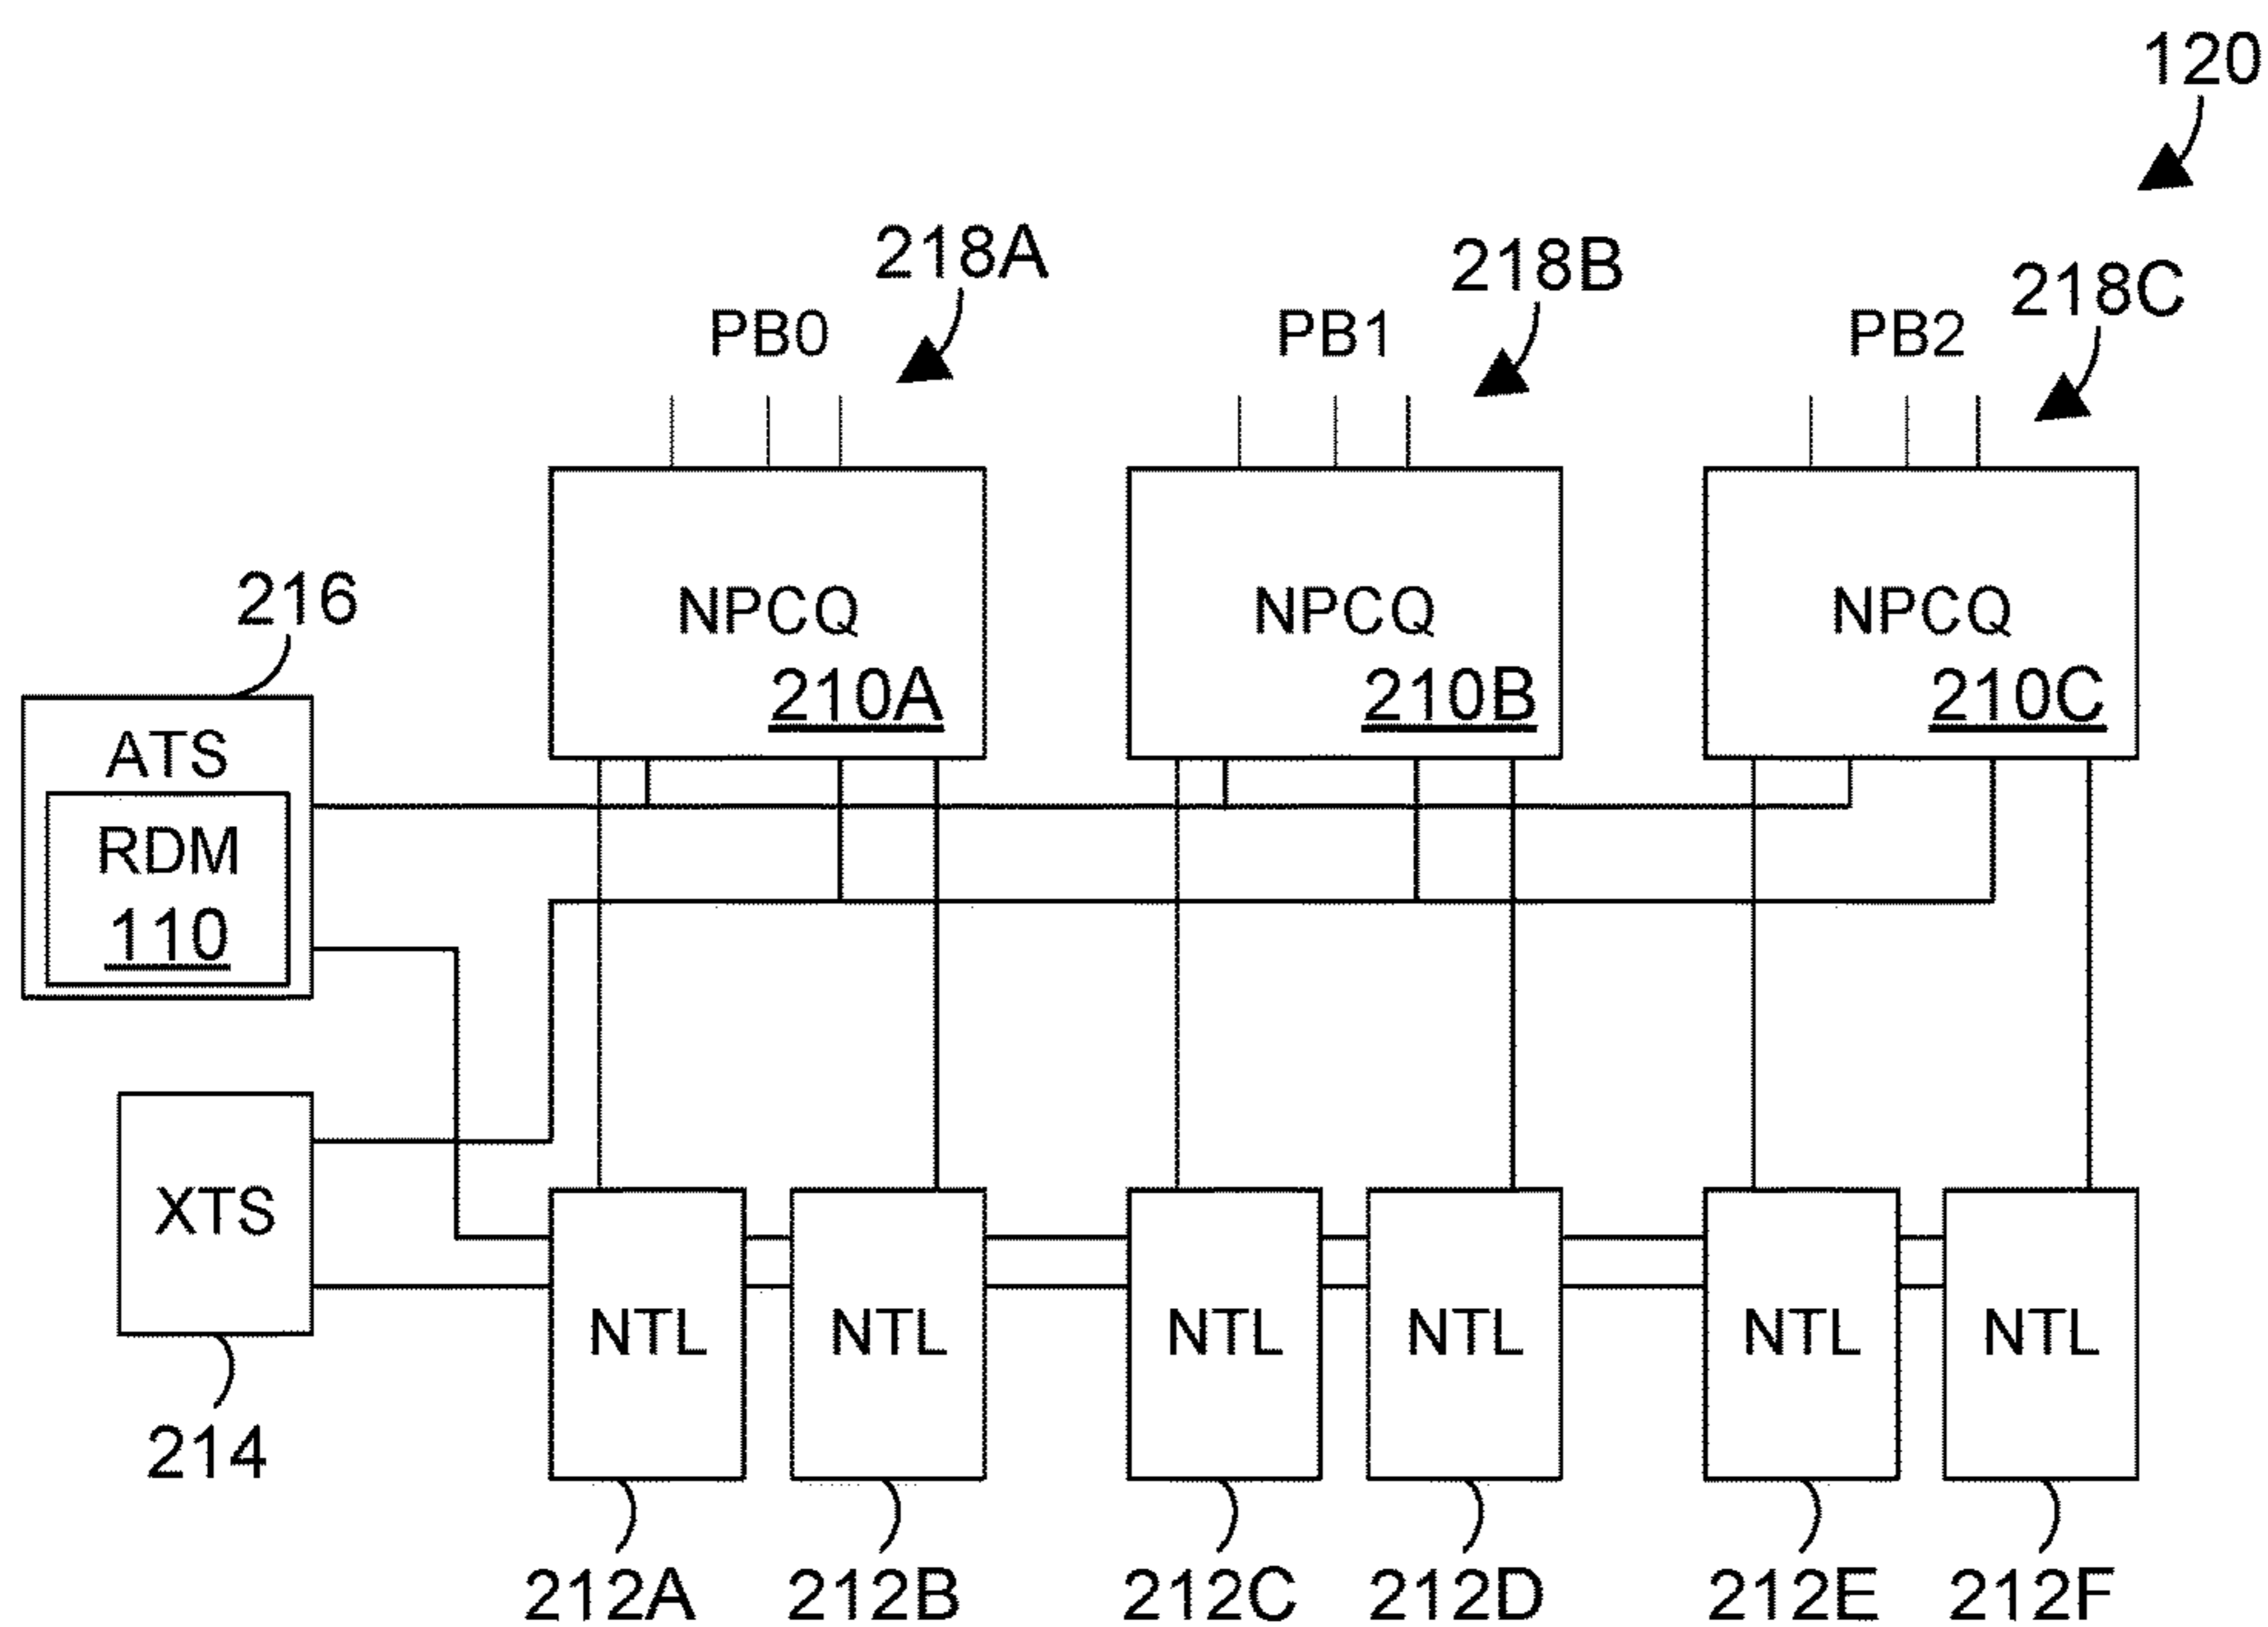 120
218A
218B
218C
PB0
PB1
PB2
216
NPCQ
210A
NPCQ
210B
NPCQ
210C
ATS
RDM
110
XTS
214
NTL
NTL
NTL
NTL
NTL
NTL
212A
212B
212C
212D
212E
212F